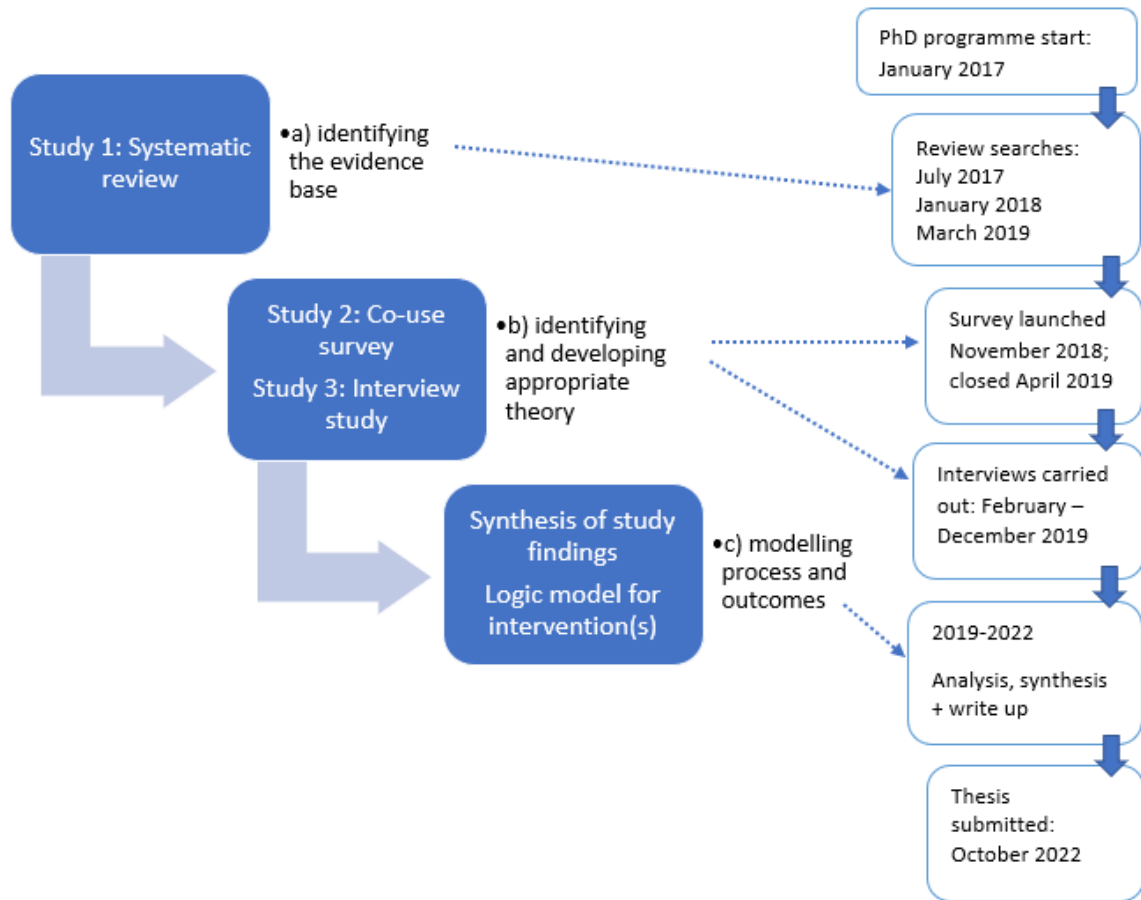 PhD programme start:
January 2017
Study 1: Systematic
review
•a) identifying
the evidence
base
Review searches:
July 2017
January 2018
March 2019
Study 2: Co-use
survey
Study 3: Interview
study
•b) identifying
and developing
appropriate
theory
Survey launched
November 2018;
closed April 2019
Interviews carried
out: February –
December 2019
Synthesis of study
findings
Logic model for
intervention(s)
•c) modelling
process and
outcomes
2019-2022
Analysis, synthesis
+ write up
Thesis
submitted:
October 2022